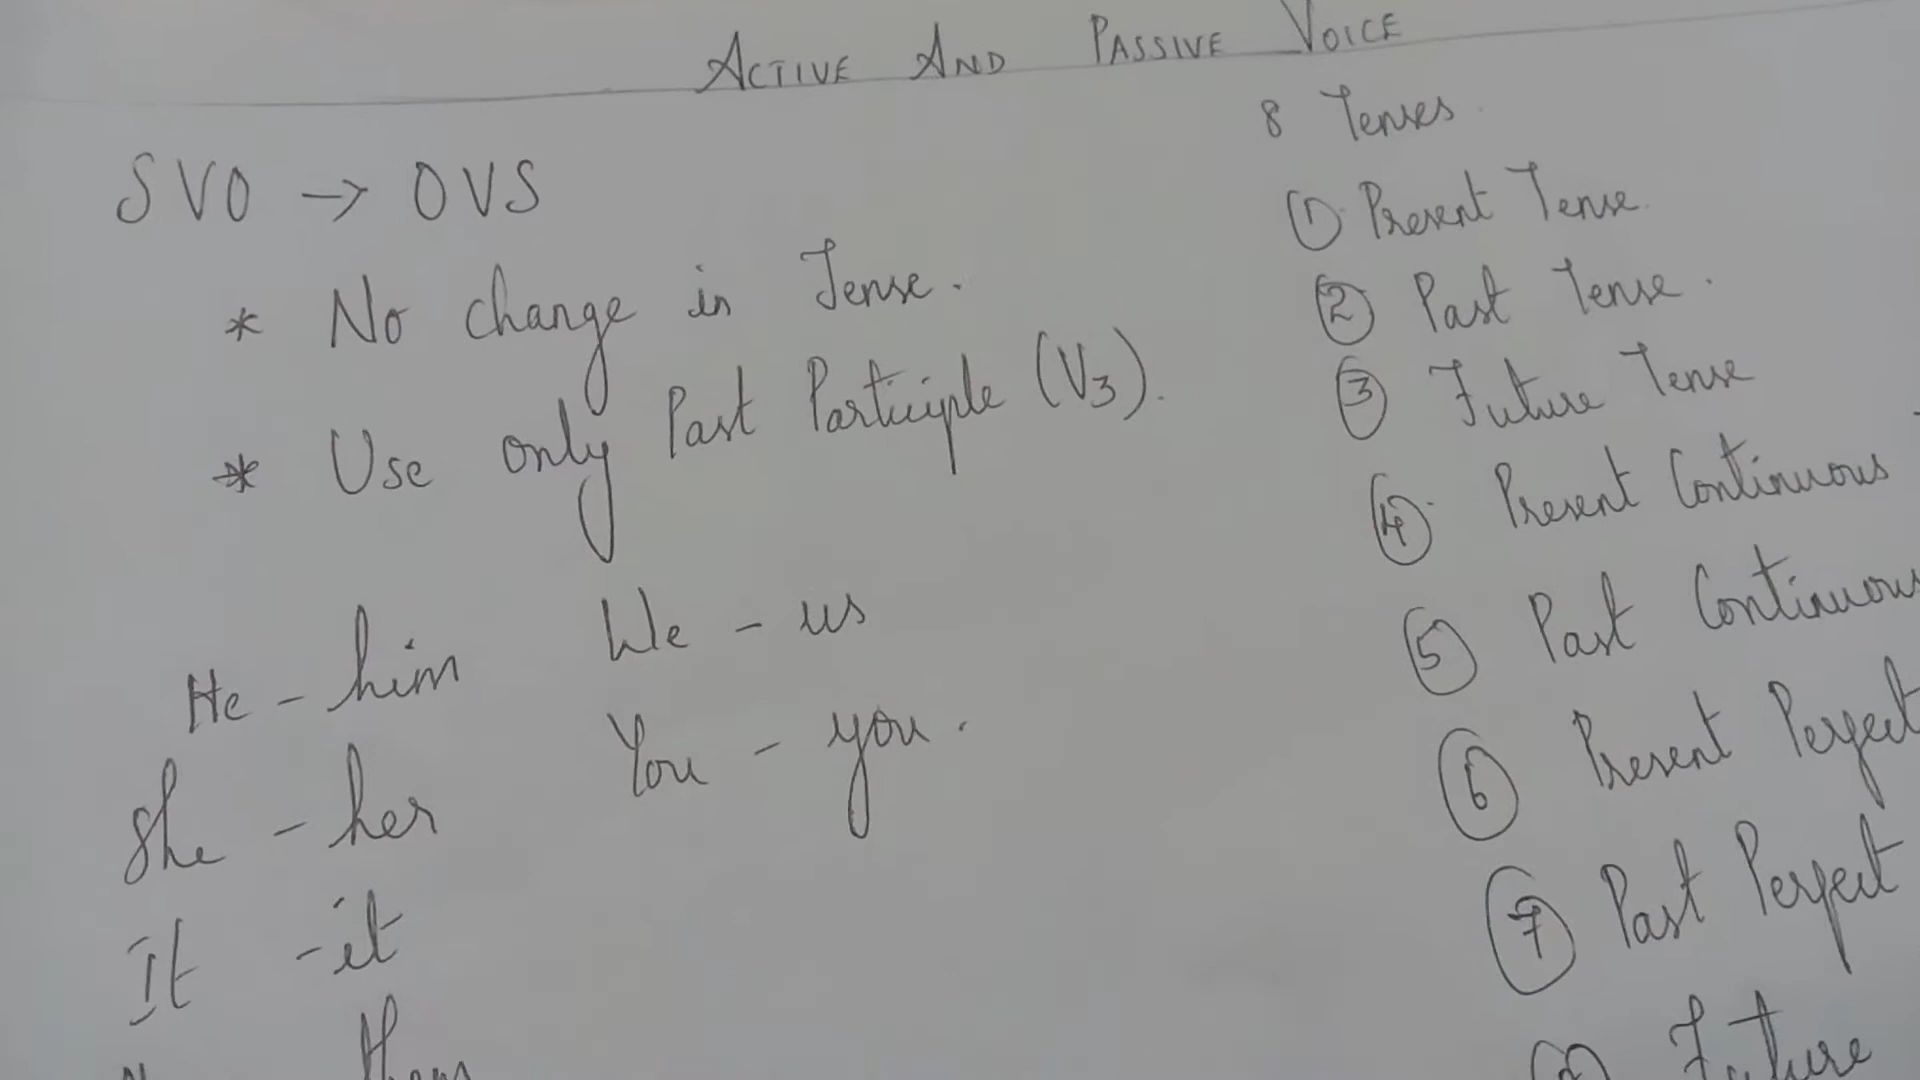 ACTIVE AND PASSIVE VOICE
SVO → OVS
* No change in Tense.
* Use only Past Participle (V3).
He - him
She - her
It - it
them
We - us
You - you.
8 Tenses.
① Present Tense.
② Past Tense.
③ Future Tense
④ Present Continuous
⑤ Past Continuous
⑥ Present Perfect
⑦ Past Perfect
⑧ Future